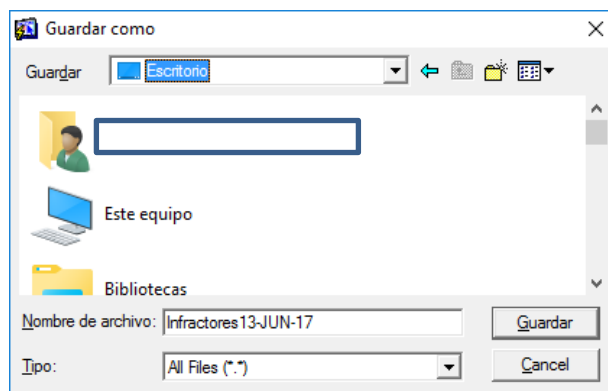 Guardar como
Guardar Escritorio
Este equipo
Bibliotecas
Nombre de archivo: Infractores13-JUN-17 Guardar
Tipo: All Files (*.*) Cancel